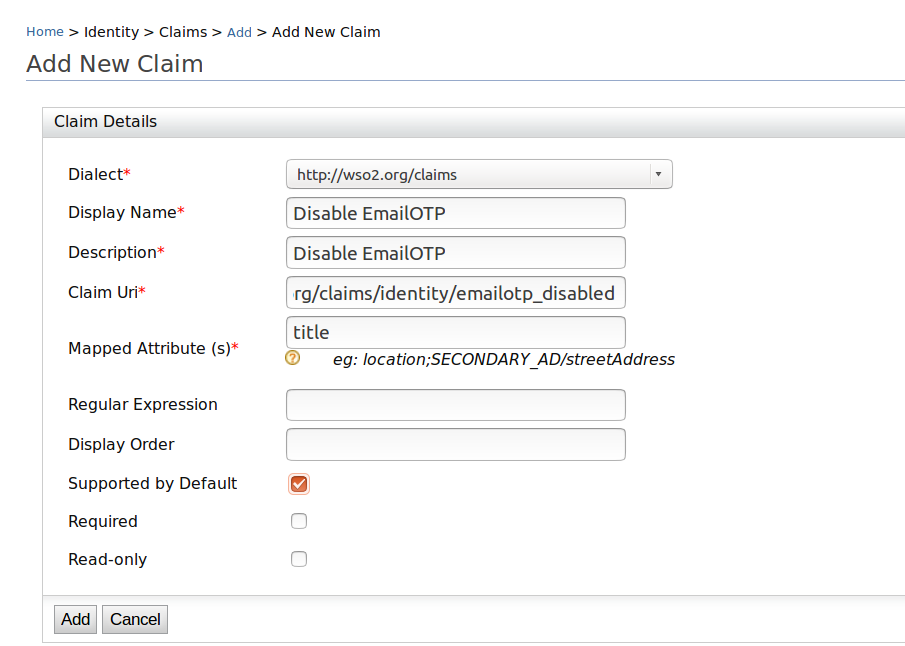 Home > Identity > Claims > Add > Add New Claim
Add New Claim
Claim Details
Dialect* http://wso2.org/claims
Display Name* Disable EmailOTP
Description* Disable EmailOTP
Claim Uri* rg/claims/identity/emailotp_disabled
Mapped Attribute (s)* title
? eg: location;SECONDARY_AD/streetAddress
Regular Expression
Display Order
Supported by Default
Required
Read-only
Add Cancel